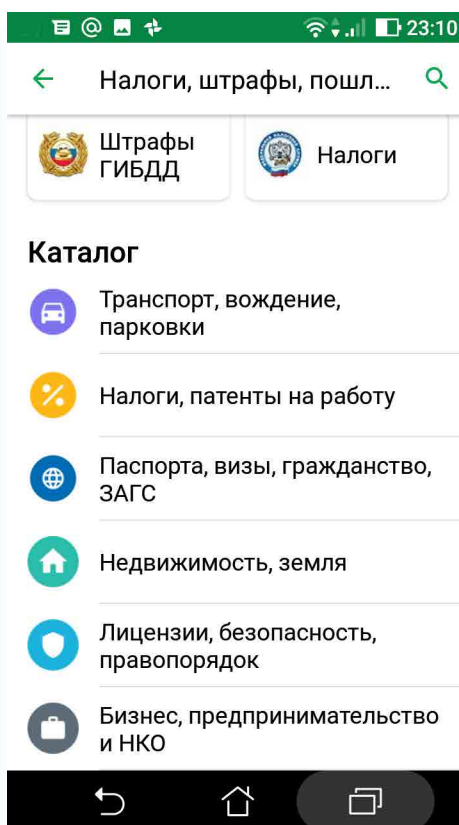 23:10
Налоги, штрафы, пошл...
Штрафы
ГИБДД
Налоги
Каталог
Транспорт, вождение,
парковки
Налоги, патенты на работу
Паспорта, визы, гражданство,
ЗАГС
Недвижимость, земля
Лицензии, безопасность,
правопорядок
Бизнес, предпринимательство
и НКО